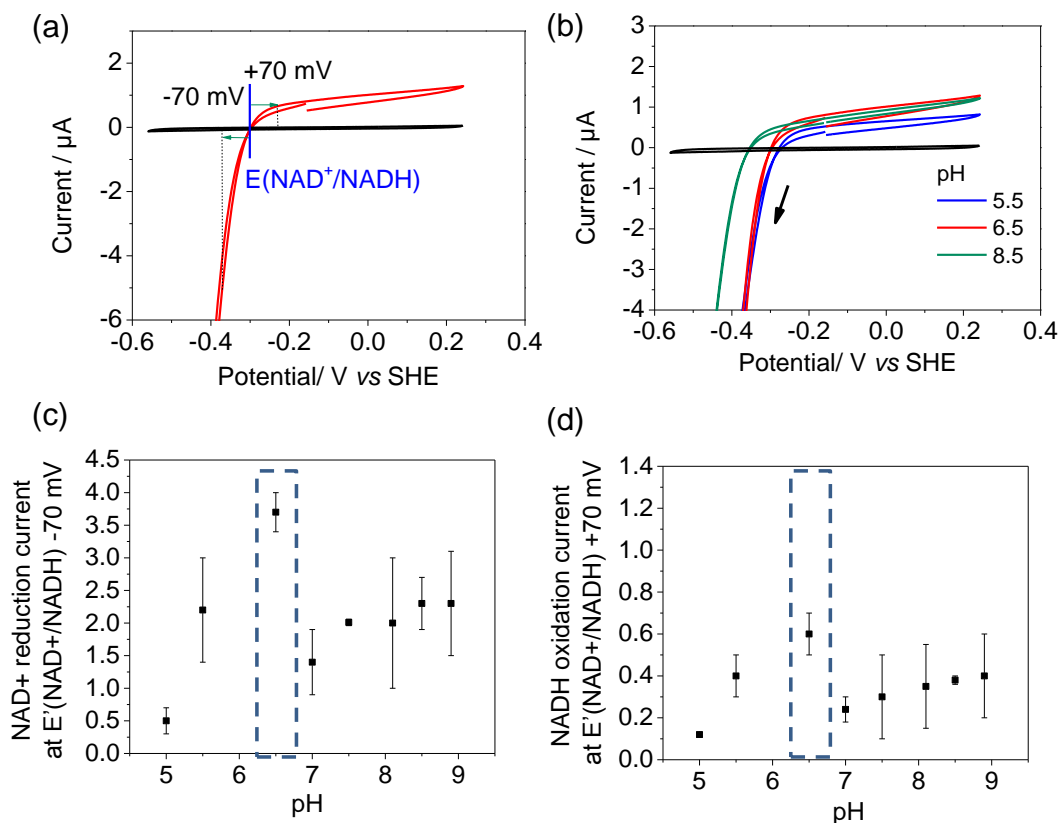 (a)
Current / µA
2
0
-2
-4
-6
+70 mV
-70 mV
E(NAD⁺/NADH)
-0.6 -0.4 -0.2 0.0 0.2 0.4
Potential/ V vs SHE
(b)
Current / µA
4
3
2
1
0
-1
-2
-3
-4
pH
5.5
6.5
8.5
-0.6 -0.4 -0.2 0.0 0.2 0.4
Potential/ V vs SHE
(c)
NAD+ reduction current
at E'(NAD+/NADH) -70 mV
4.5
4.0
3.5
3.0
2.5
2.0
1.5
1.0
0.5
0.0
5 6 7 8 9
pH
(d)
NADH oxidation current
at E'(NAD+/NADH) +70 mV
1.4
1.2
1.0
0.8
0.6
0.4
0.2
0.0
5 6 7 8 9
pH